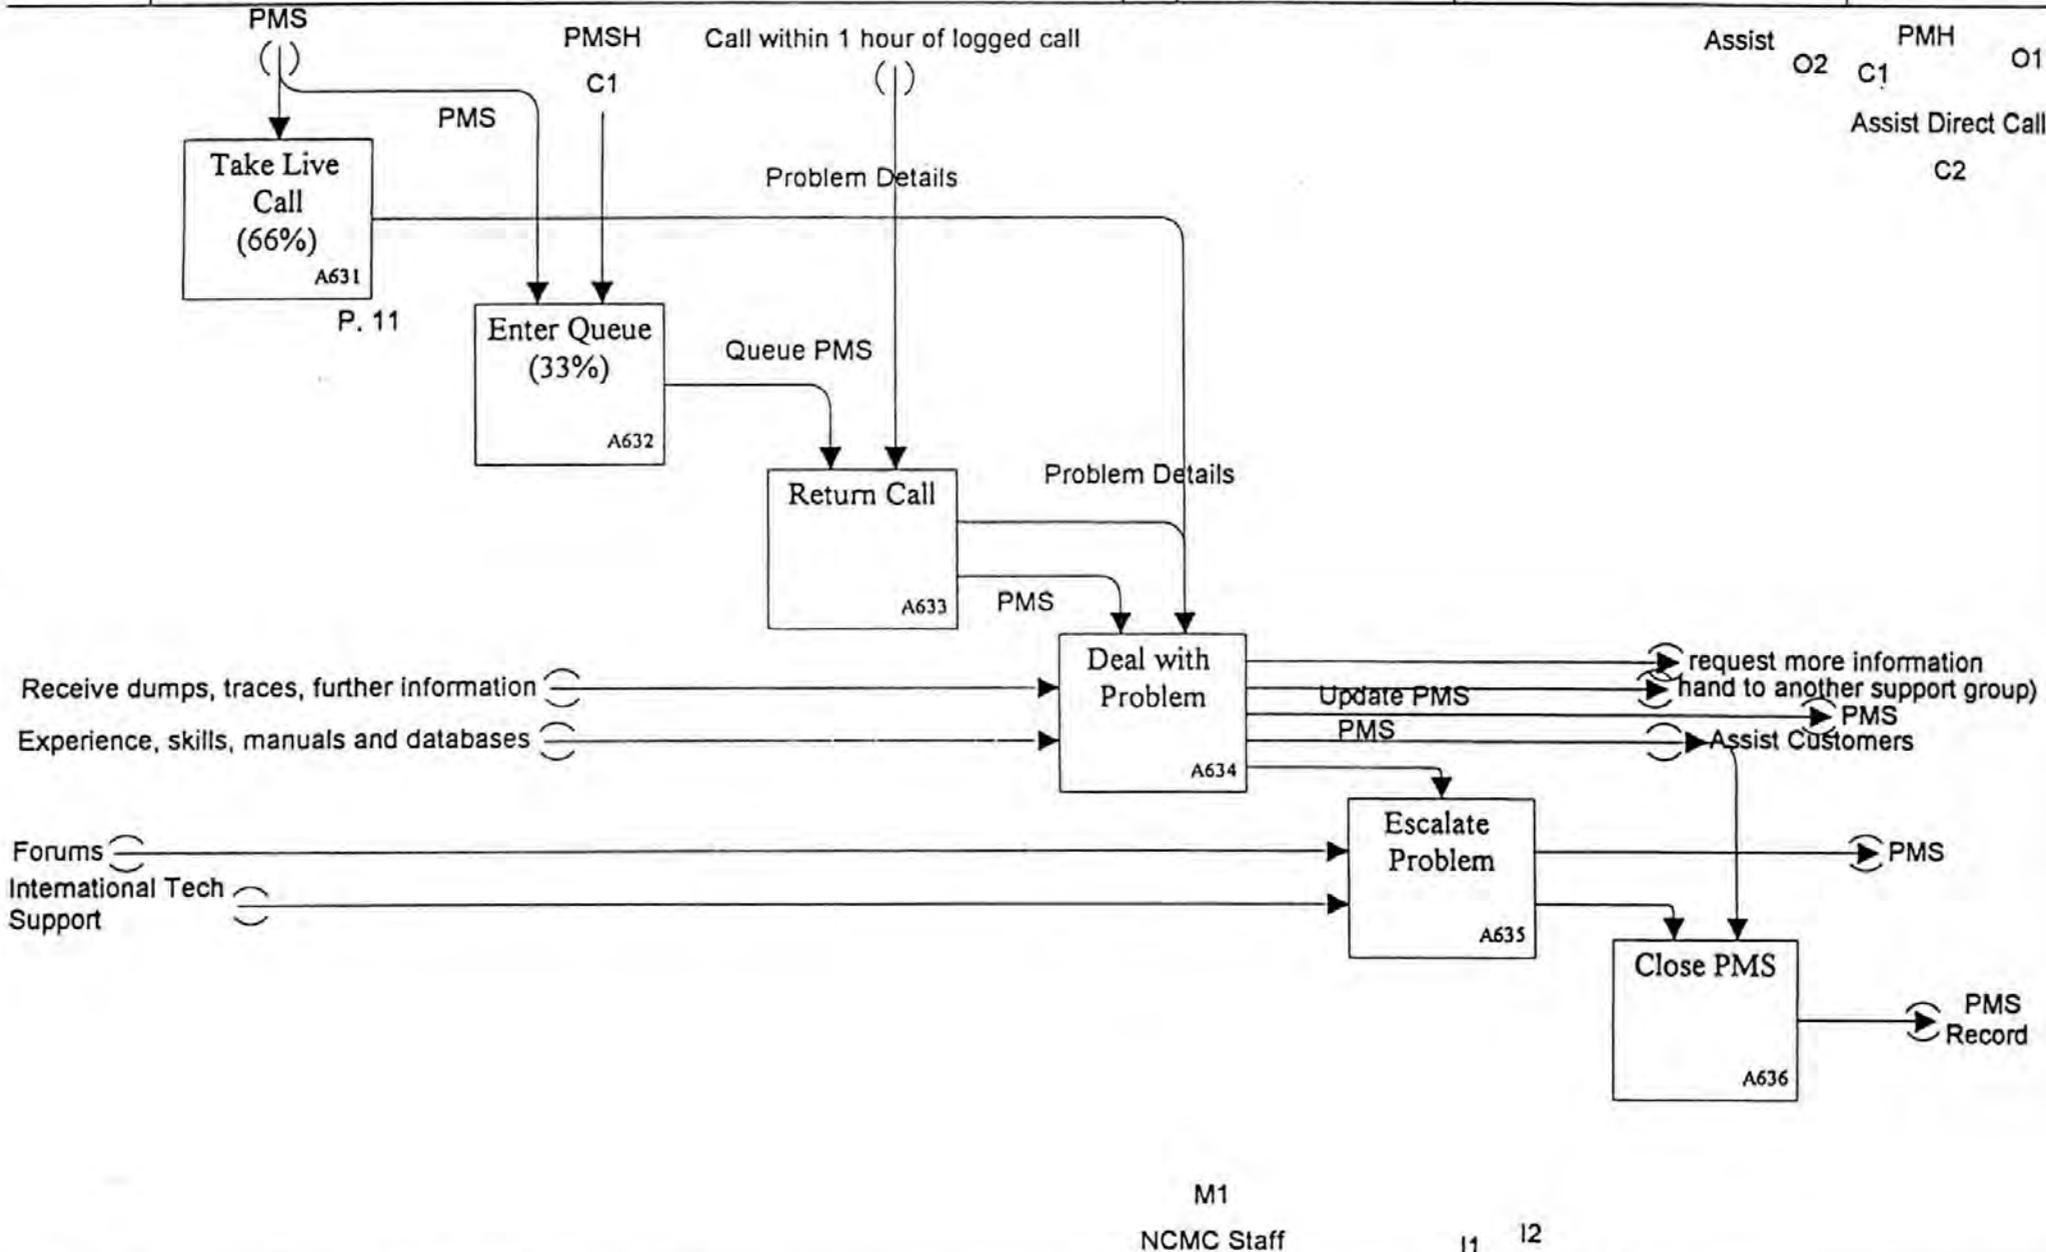 PMS
PMSH
Call within 1 hour of logged call
Assist
O2
PMH
C1
O1
C1
Assist Direct Call
C2
PMS
Take Live
Call
(66%)
A631
P. 11
Problem Details
Enter Queue
(33%)
A632
Queue PMS
Return Call
A633
Problem Details
PMS
Deal with
Problem
A634
Receive dumps, traces, further information
Experience, skills, manuals and databases
request more information
Update PMS
hand to another support group)
PMS
PMS
Assist Customers
Forums
International Tech
Support
Escalate
Problem
A635
PMS
Close PMS
A636
PMS
Record
M1
NCMC Staff
I1
I2